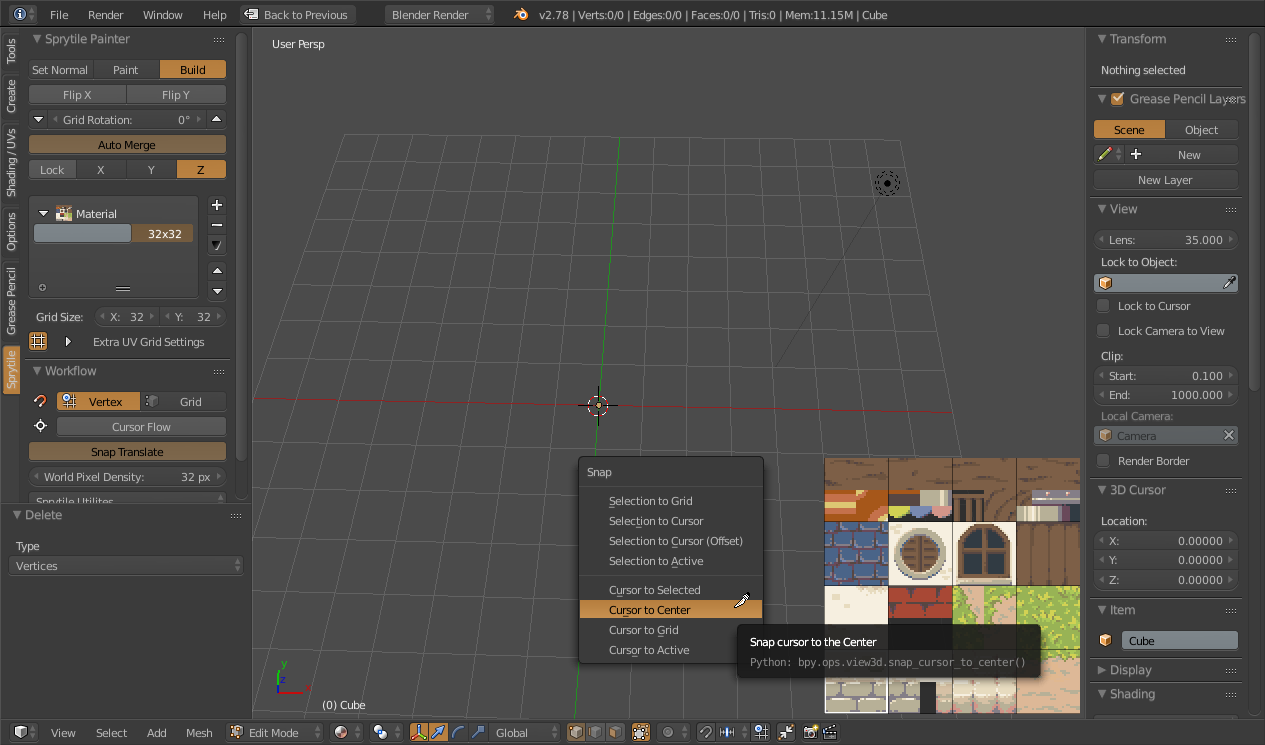 File Render Window Help Back to Previous Blender Render v2.78 | Verts:0/0 | Edges:0/0 | Faces:0/0 | Tris:0 | Mem:11.15M | Cube
Tools
Create
Shading / UVs
Options
Grease Pencil
Sprytile
Sprytile Painter
Set Normal Paint Build
Flip X Flip Y
Grid Rotation: 0°
Auto Merge
Lock X Y Z
Material
32x32
Grid Size: X: 32 Y: 32
Extra UV Grid Settings
Workflow
Vertex Grid
Cursor Flow
Snap Translate
World Pixel Density: 32 px
Sprytile Utilities
Delete
Type
Vertices
User Persp
Snap
Selection to Grid
Selection to Cursor
Selection to Cursor (Offset)
Selection to Active
Cursor to Selected
Cursor to Center
Cursor to Grid
Cursor to Active
Snap cursor to the Center
Python: bpy.ops.view3d.snap_cursor_to_center()
y
z
x
(0) Cube
Transform
Nothing selected
Grease Pencil Layers
Scene Object
New
New Layer
View
Lens: 35.000
Lock to Object:
Lock to Cursor
Lock Camera to View
Clip:
Start: 0.100
End: 1000.000
Local Camera:
Camera
Render Border
3D Cursor
Location:
X: 0.00000
Y: 0.00000
Z: 0.00000
Item
Cube
Display
Shading
View Select Add Mesh Edit Mode Global